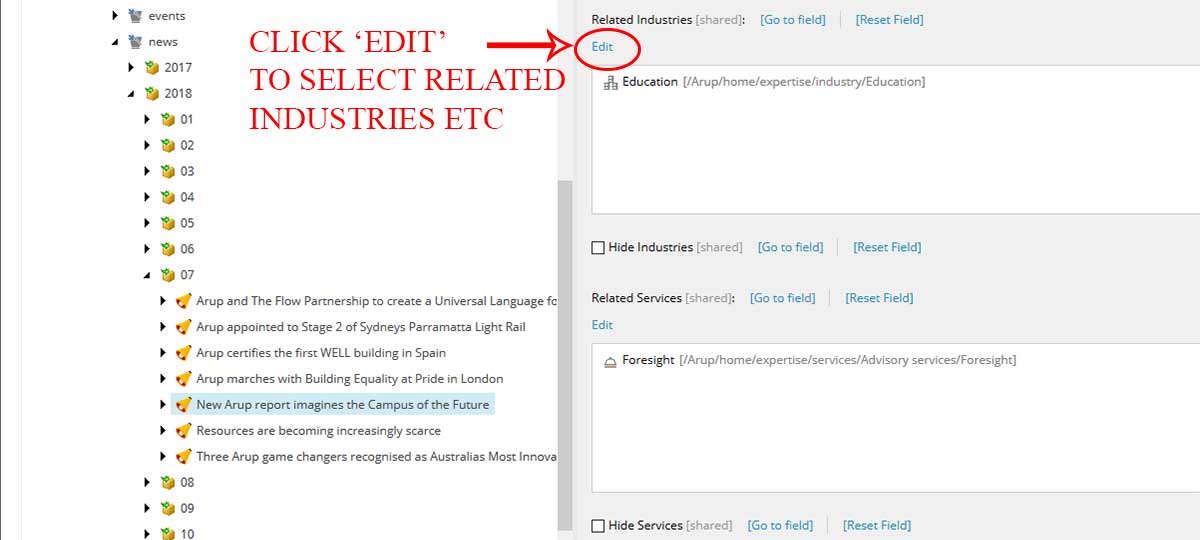 events
news
2017
2018
01
02
03
04
05
06
07
Arup and The Flow Partnership to create a Universal Language fo
Arup appointed to Stage 2 of Sydneys Parramatta Light Rail
Arup certifies the first WELL building in Spain
Arup marches with Building Equality at Pride in London
New Arup report imagines the Campus of the Future
Resources are becoming increasingly scarce
Three Arup game changers recognised as Australias Most Innova
08
09
10
CLICK ‘EDIT’
TO SELECT RELATED
INDUSTRIES ETC
Related Industries [shared]: [Go to field] [Reset Field]
Edit
Education [/Arup/home/expertise/industry/Education]
Hide Industries [shared] [Go to field] [Reset Field]
Related Services [shared]: [Go to field] [Reset Field]
Edit
Foresight [/Arup/home/expertise/services/Advisory services/Foresight]
Hide Services [shared] [Go to field] [Reset Field]